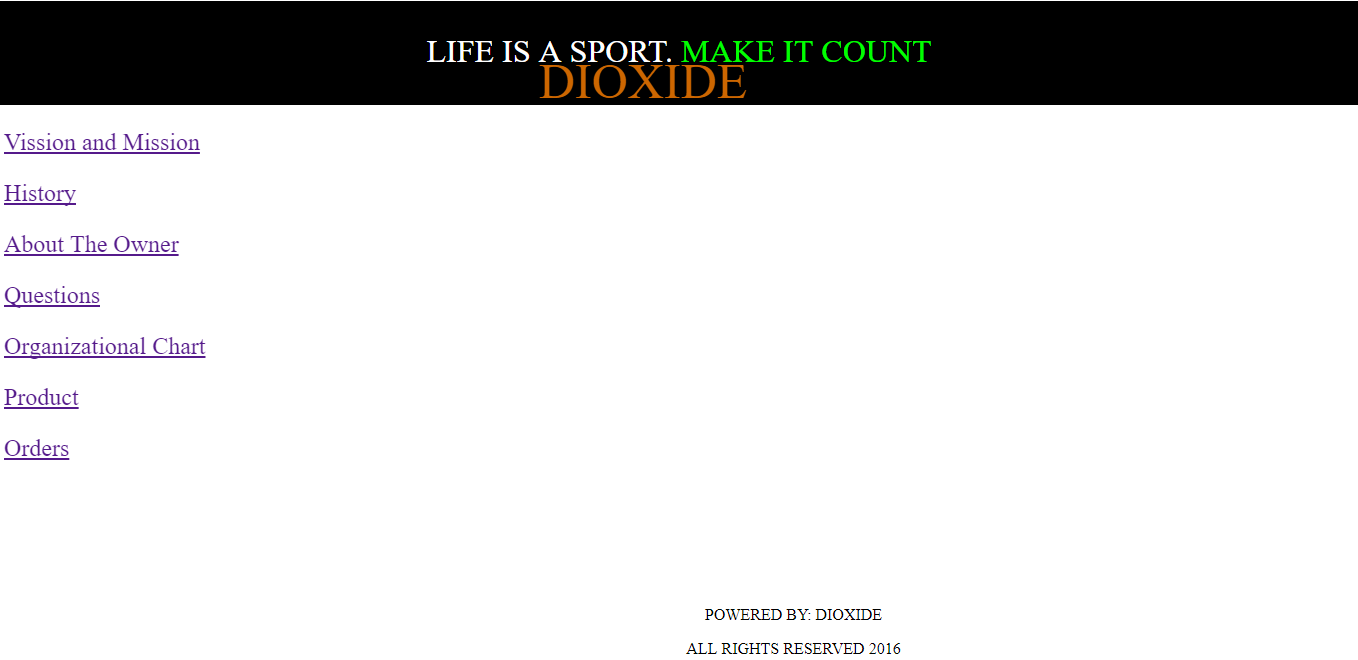 LIFE IS A SPORT. MAKE IT COUNT
DIOXIDE
Vission and Mission
History
About The Owner
Questions
Organizational Chart
Product
Orders
POWERED BY: DIOXIDE
ALL RIGHTS RESERVED 2016